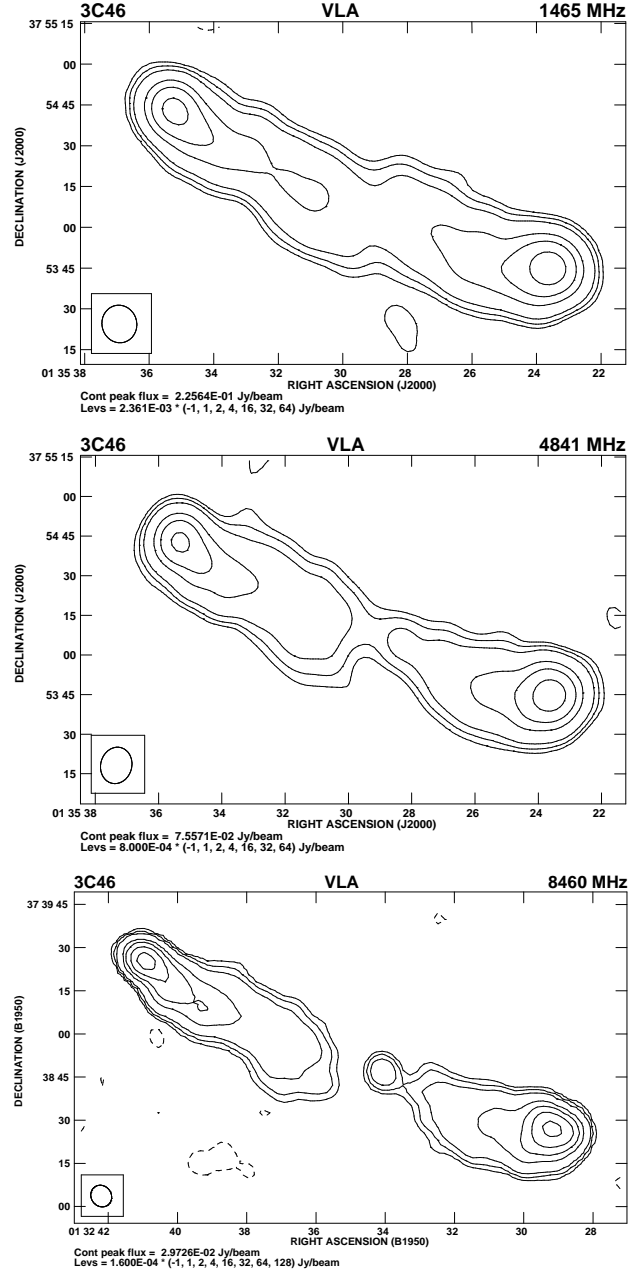 3C46 VLA 1465 MHz
37 55 15
00
54 45
30
15
00
53 45
30
15
DECLINATION (J2000)
01 35 38 36 34 32 30 28 26 24 22
RIGHT ASCENSION (J2000)
Cont peak flux = 2.2564E-01 Jy/beam
Levs = 2.361E-03 * (-1, 1, 2, 4, 16, 32, 64) Jy/beam
3C46 VLA 4841 MHz
37 55 15
00
54 45
30
15
00
53 45
30
15
DECLINATION (J2000)
01 35 38 36 34 32 30 28 26 24 22
RIGHT ASCENSION (J2000)
Cont peak flux = 7.5571E-02 Jy/beam
Levs = 8.000E-04 * (-1, 1, 2, 4, 16, 32, 64) Jy/beam
3C46 VLA 8460 MHz
37 39 45
30
15
00
38 45
30
15
00
DECLINATION (B1950)
01 32 42 40 38 36 34 32 30 28
RIGHT ASCENSION (B1950)
Cont peak flux = 2.9726E-02 Jy/beam
Levs = 1.600E-04 * (-1, 1, 2, 4, 16, 32, 64, 128) Jy/beam